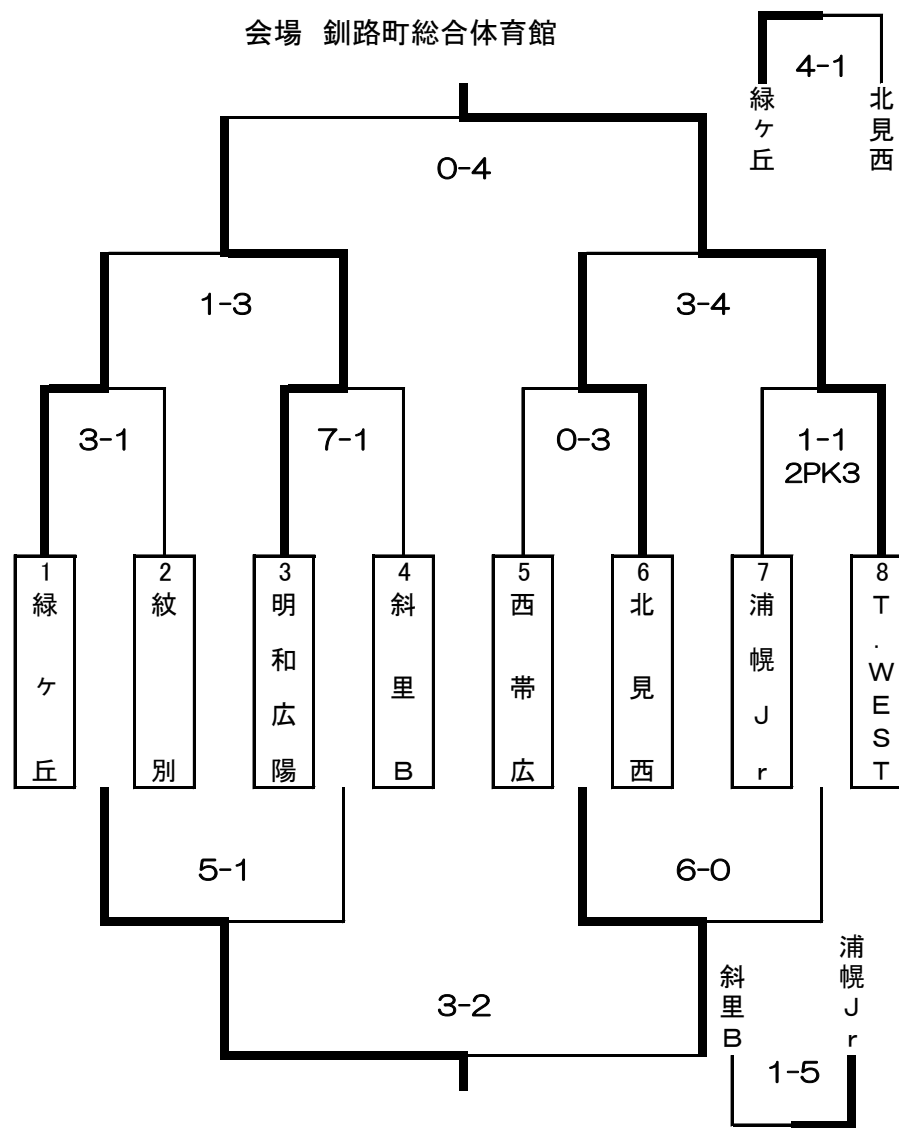 会場 釧路町総合体育館
4-1
緑ヶ丘
北見西
0-4
1-3
3-4
3-1
7-1
0-3
1-1
2PK3
1
緑ヶ丘
2
紋別
3
明和広陽
4
斜里B
5
西帯広
6
北見西
7
浦幌Jr
8
T.WEST
5-1
6-0
3-2
斜里B
浦幌Jr
1-5